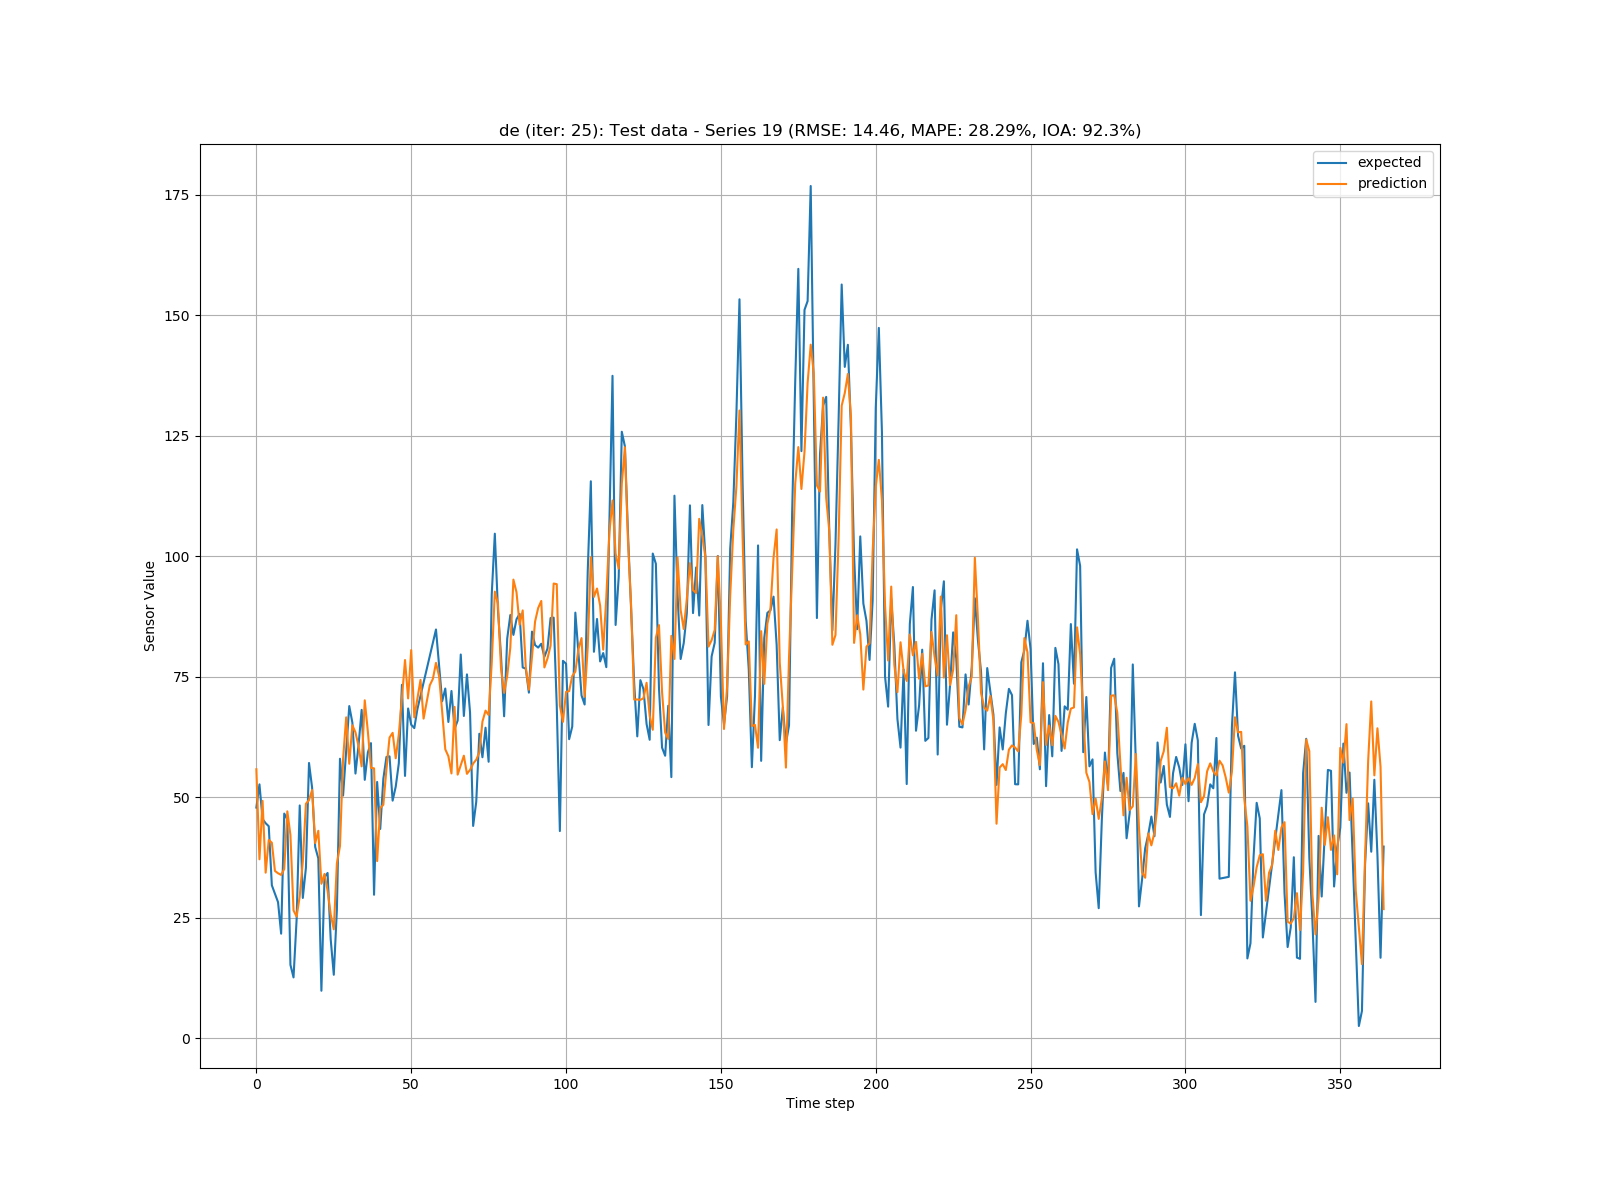 de (iter: 25): Test data - Series 19 (RMSE: 14.46, MAPE: 28.29%, IOA: 92.3%)
expected
prediction
175
150
125
100
75
50
25
0
Sensor Value
0 50 100 150 200 250 300 350
Time step